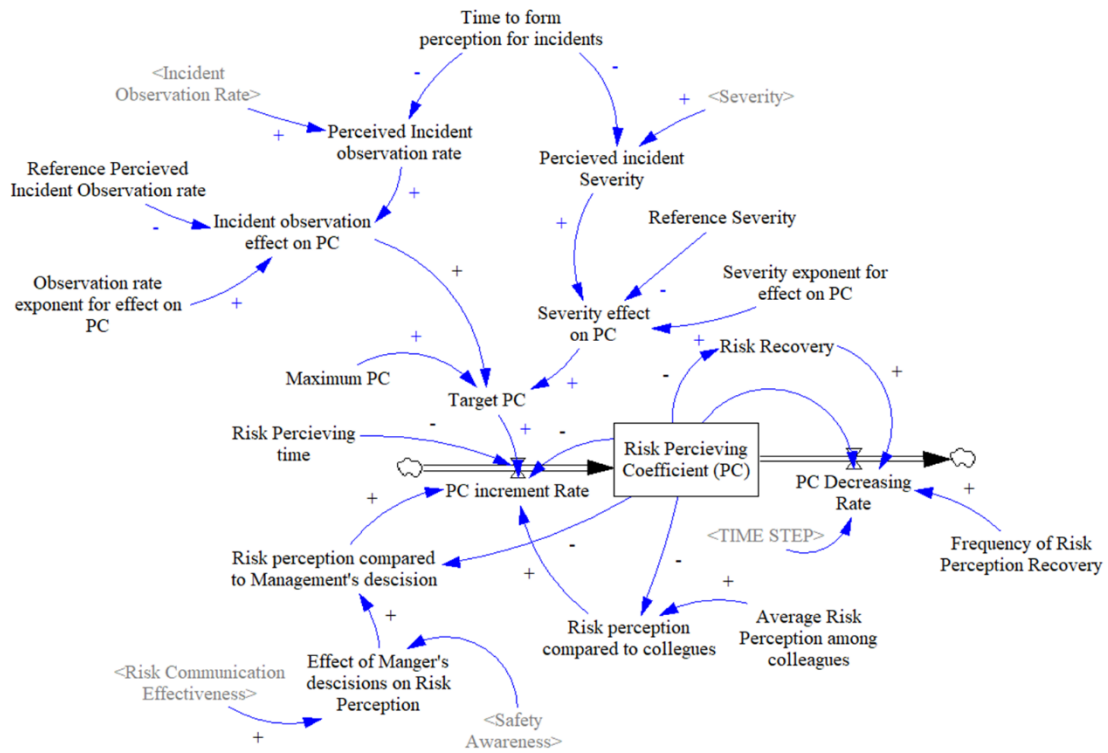 Time to form
perception for incidents
<Incident
Observation Rate>
-
-
<Severity>
+
+
Perceived Incident
observation rate
Percieved incident
Severity
Reference Percieved
Incident Observation rate
+
-
Incident observation
effect on PC
+
Reference Severity
Observation rate
exponent for effect on
PC
+
+
-
Severity exponent for
effect on PC
Severity effect
on PC
-
+
+
Risk Recovery
Maximum PC
+
-
+
Target PC
Risk Percieving
time
-
+
-
Risk Percieving
Coefficient (PC)
PC increment Rate
PC Decreasing
Rate
+
+
<TIME STEP>
Frequency of Risk
Perception Recovery
Risk perception compared
to Management's descision
-
-
+
+
Risk perception
compared to collegues
Average Risk
Perception among
colleagues
+
<Risk Communication
Effectiveness>
Effect of Manger's
descisions on Risk
Perception
+
<Safety
Awareness>